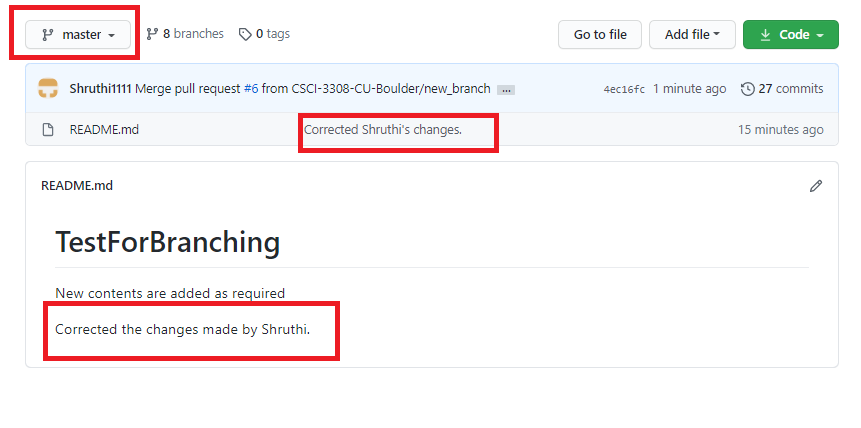 master 8 branches 0 tags Go to file Add file Code
Shruthi1111 Merge pull request #6 from CSCI-3308-CU-Boulder/new_branch ... 4ec16fc 1 minute ago 27 commits
README.md Corrected Shruthi's changes. 15 minutes ago
README.md
TestForBranching
New contents are added as required
Corrected the changes made by Shruthi.